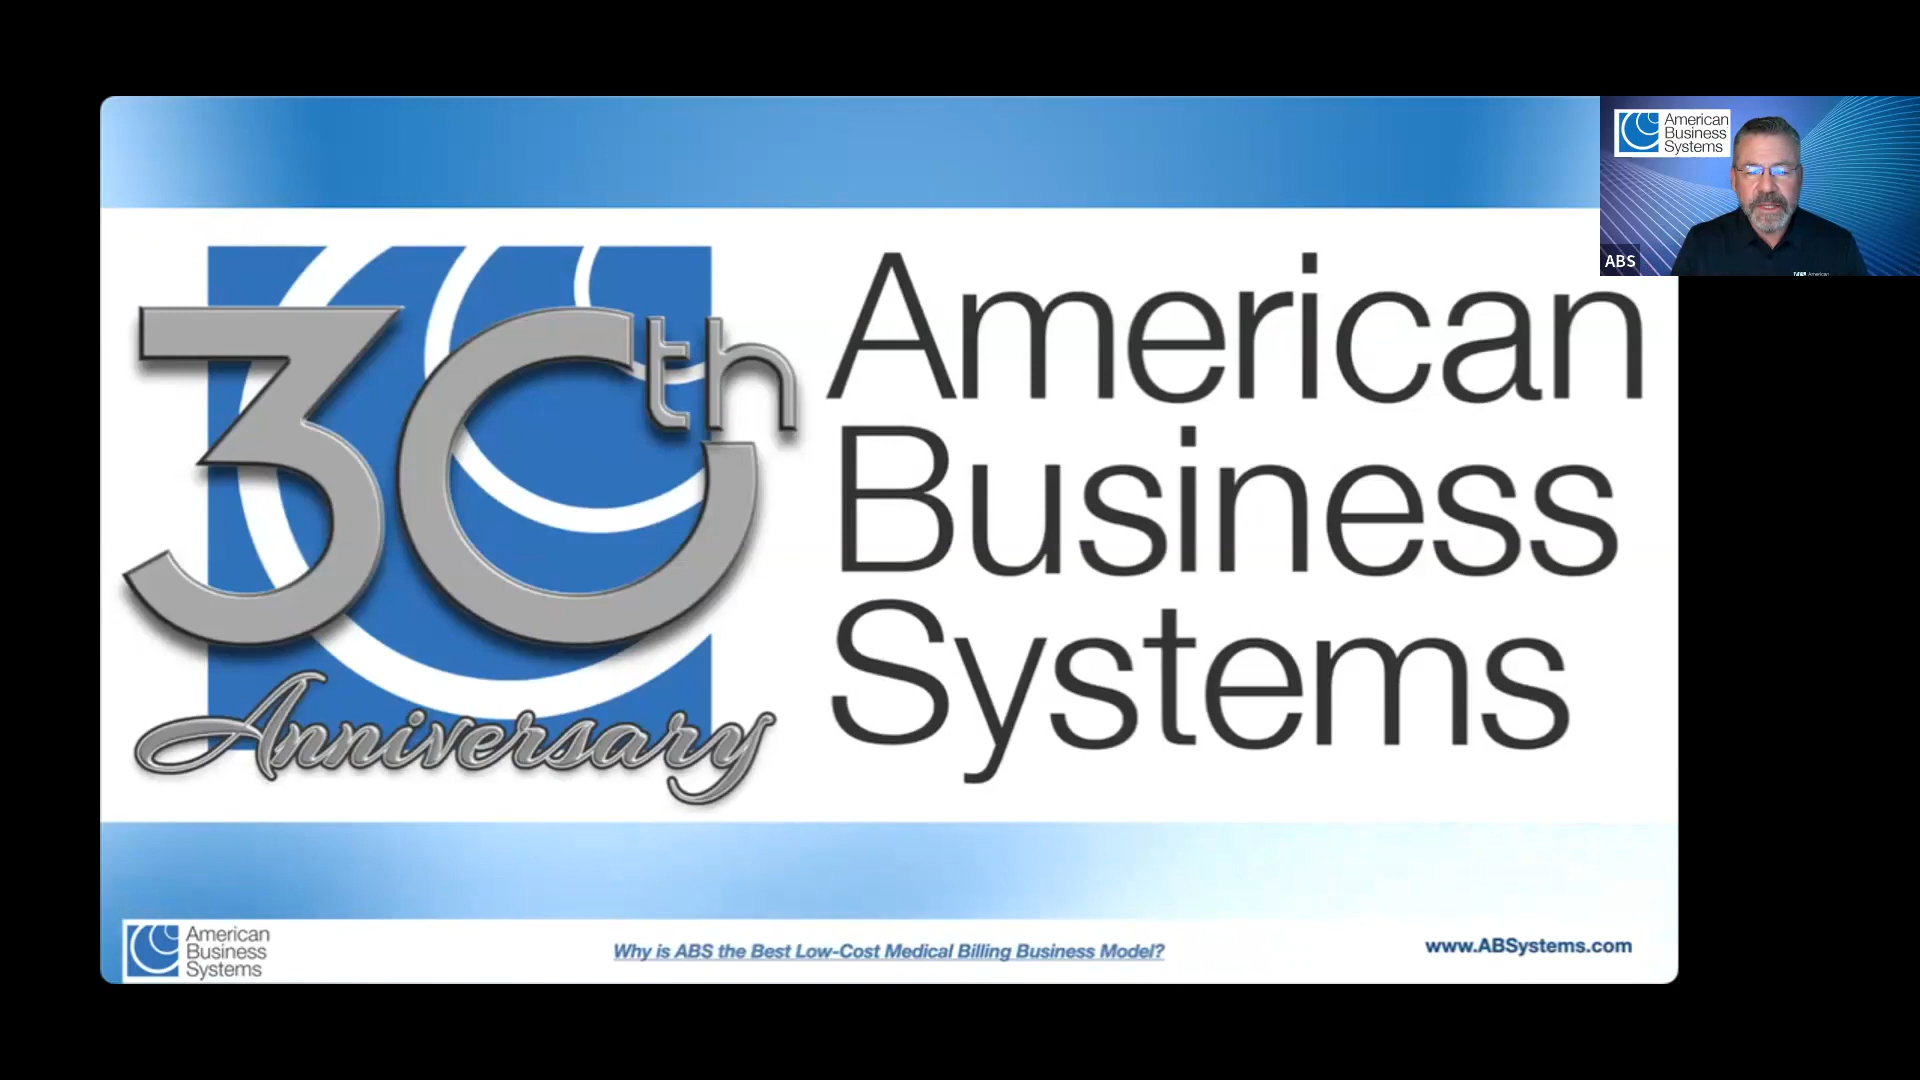 30th
Anniversary
American
Business
Systems
American
Business
Systems
ABS
American
Business
Systems
Why is ABS the Best Low-Cost Medical Billing Business Model?
www.ABSystems.com